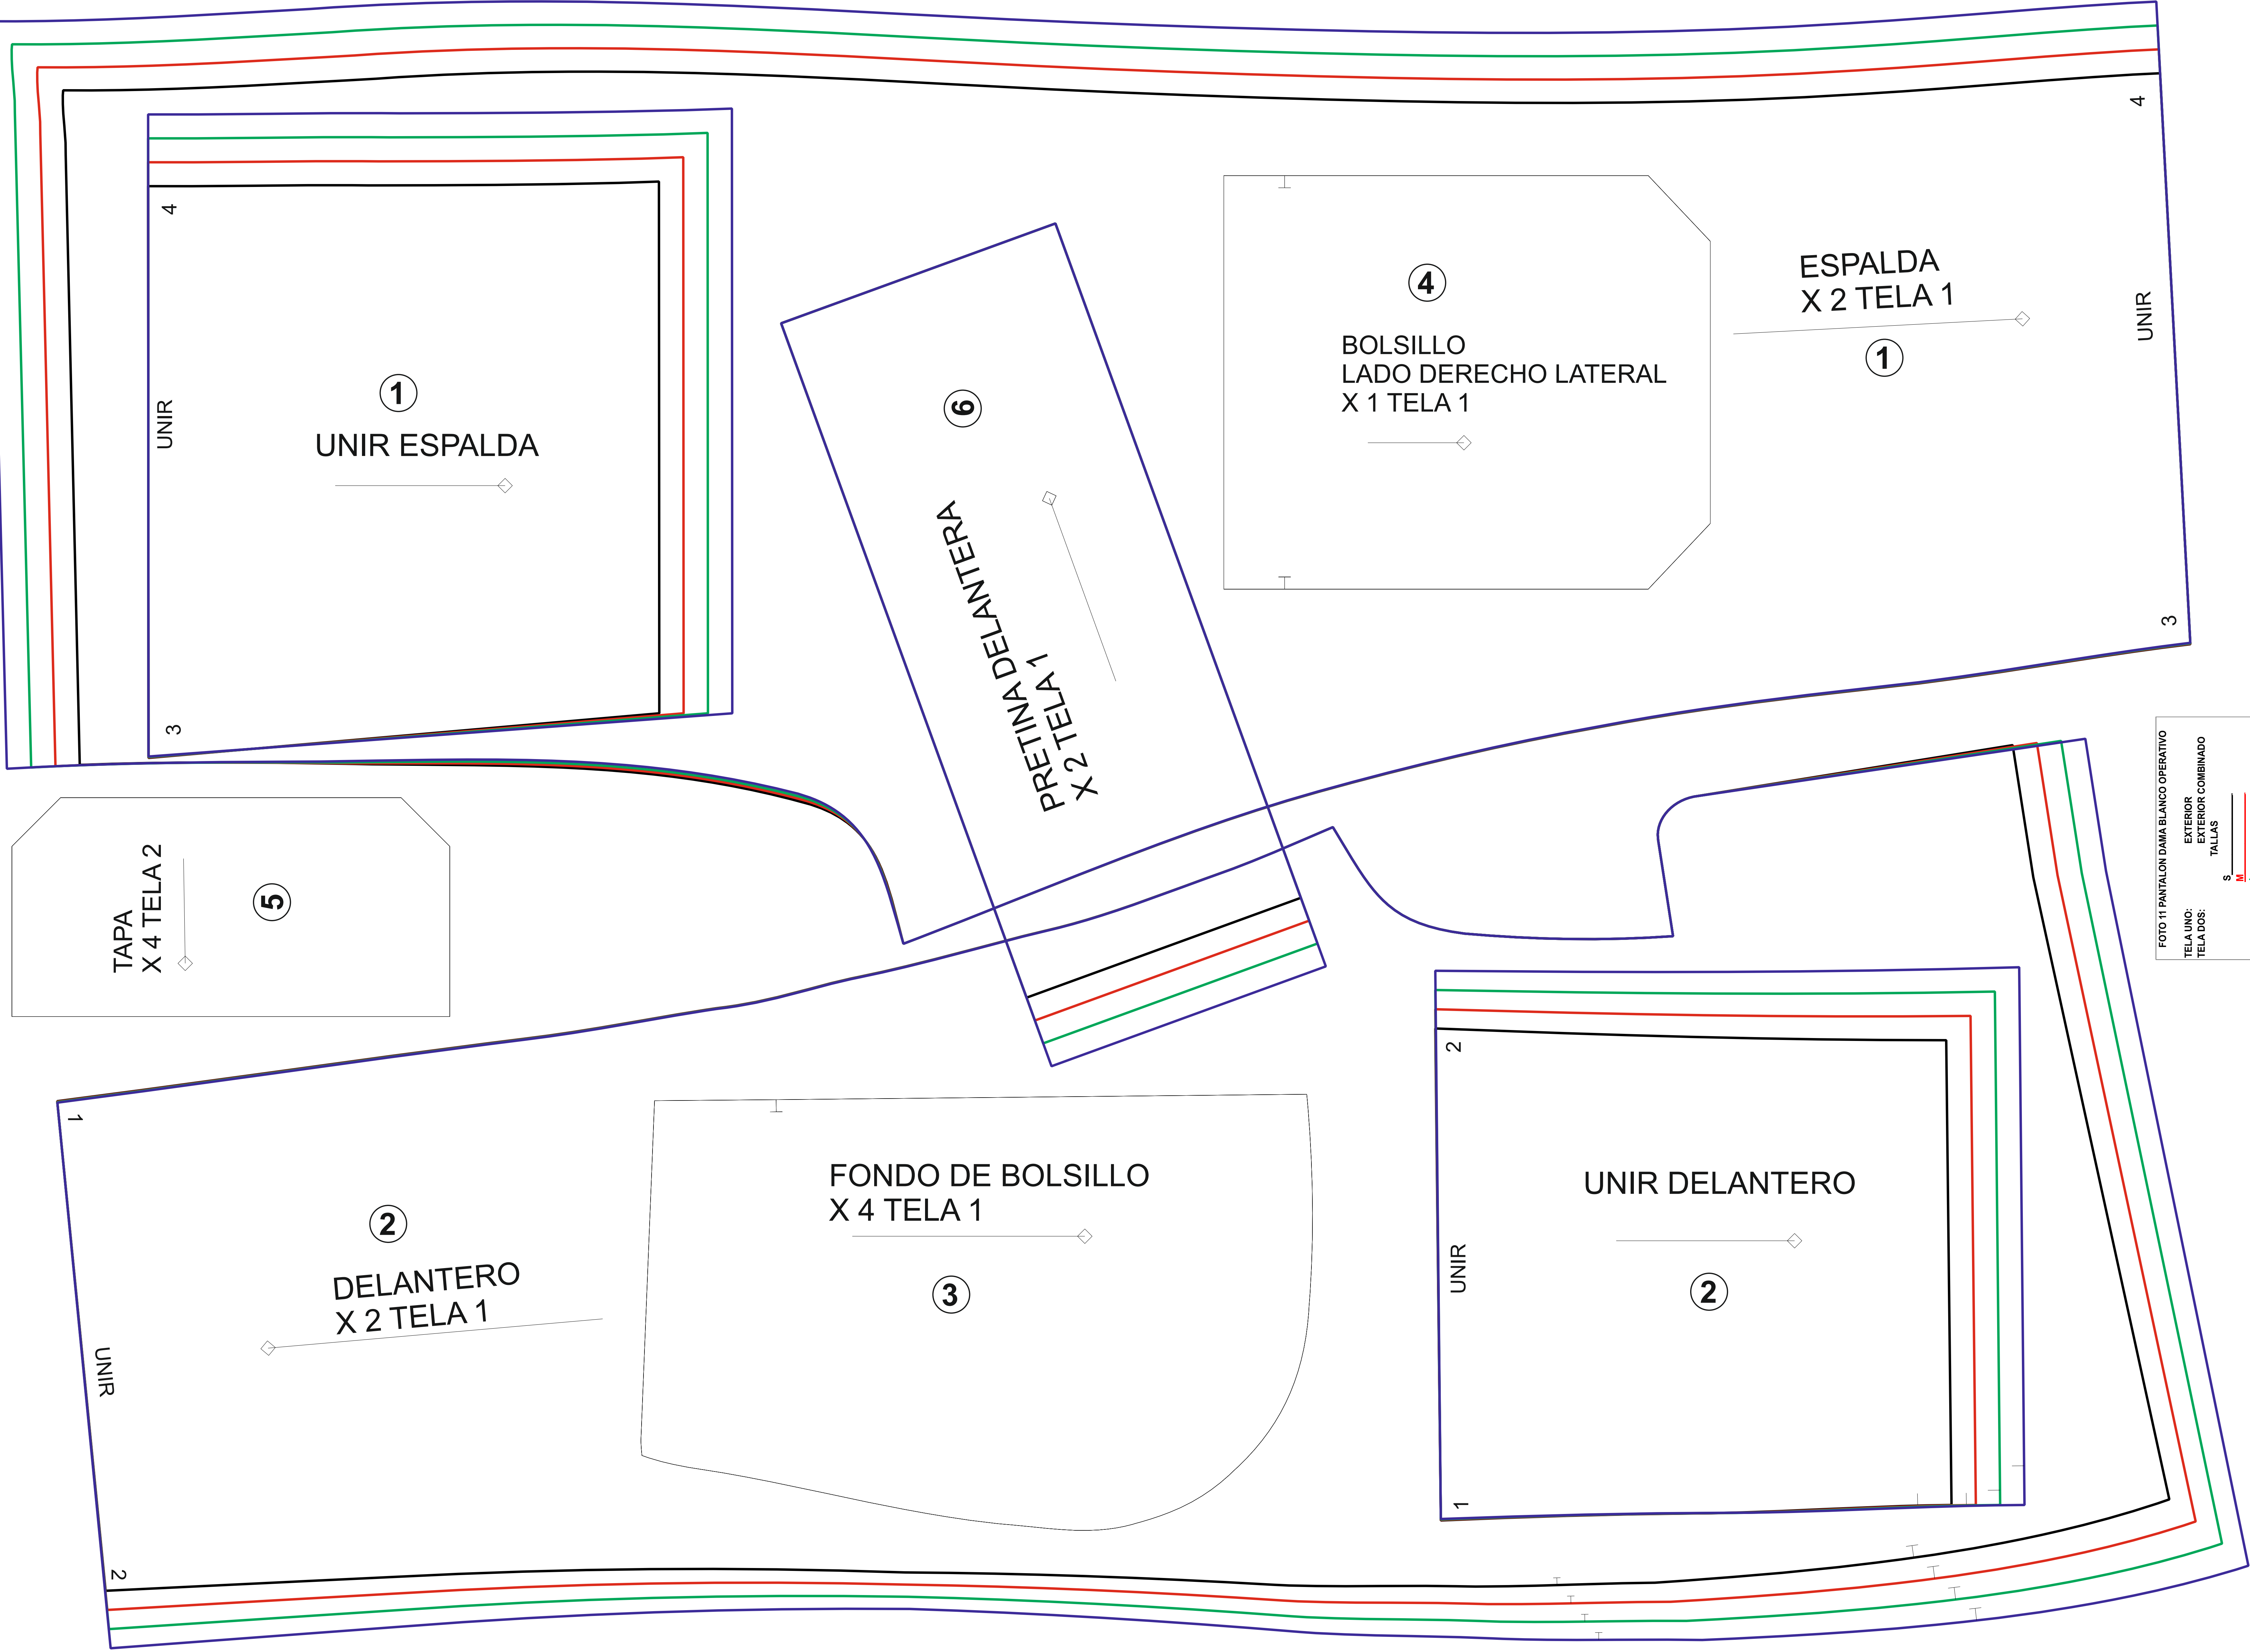 4
UNIR
1
UNIR ESPALDA
3
6
PRETINA DELANTERA
X 2 TELA 1
4
BOLSILLO
LADO DERECHO LATERAL
X 1 TELA 1
ESPALDA
X 2 TELA 1
1
4
UNIR
3
TAPA
X 4 TELA 2
5
FOTO 11 PANTALON DAMA BLANCO OPERATIVO
TELA UNO: EXTERIOR
TELA DOS: EXTERIOR COMBINADO
TALLAS
S
M
1
UNIR
2
2
DELANTERO
X 2 TELA 1
FONDO DE BOLSILLO
X 4 TELA 1
3
2
UNIR
1
UNIR DELANTERO
2